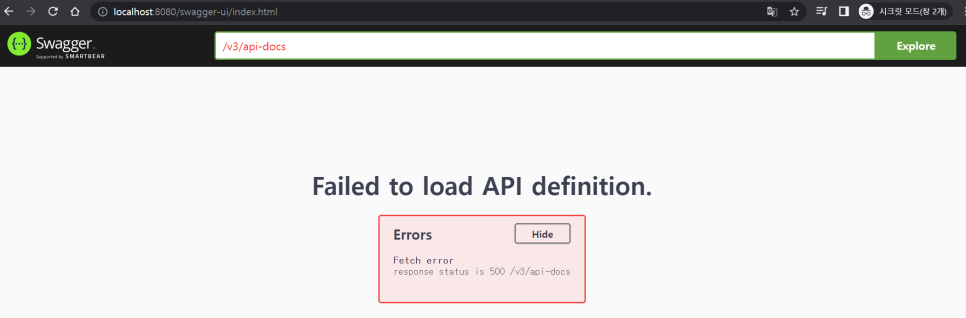 localhost:8080/swagger-ui/index.html
시크릿 모드(창 2개)
Swagger
Supported by SMARTBEAR
/v3/api-docs
Explore
Failed to load API definition.
Errors
Hide
Fetch error
response status is 500 /v3/api-docs